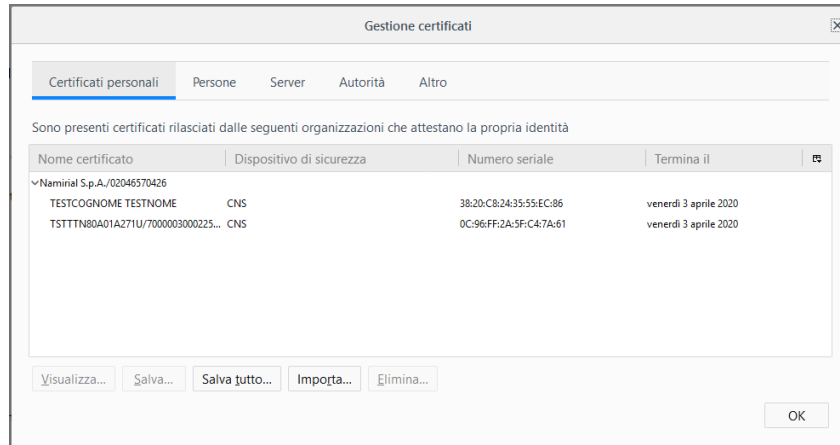 Gestione certificati
Certificati personali Persone Server Autorità Altro
Sono presenti certificati rilasciati dalle seguenti organizzazioni che attestano la propria identità
Nome certificato Dispositivo di sicurezza Numero seriale Termina il
Namirial S.p.A./02046570426
TESTCOGNOME TESTNOME CNS 38:20:C8:24:35:55:EC:86 venerdì 3 aprile 2020
TSTTTN80A01A271U/7000003000225... CNS 0C:96:FF:2A:5F:C4:7A:61 venerdì 3 aprile 2020
Visualizza... Salva... Salva tutto... Importa... Elimina...
OK